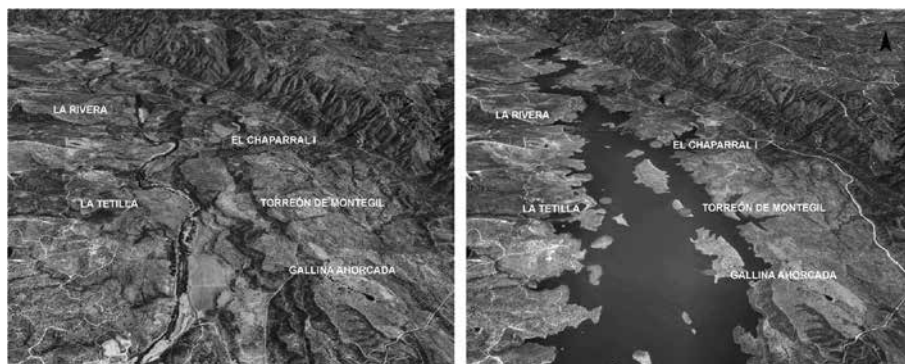 LA RIVERA
EL CHAPARRAL I
LA TETILLA
TORREÓN DE MONTEGIL
GALLINA AHORCADA
LA RIVERA
EL CHAPARRAL I
LA TETILLA
TORREÓN DE MONTEGIL
GALLINA AHORCADA